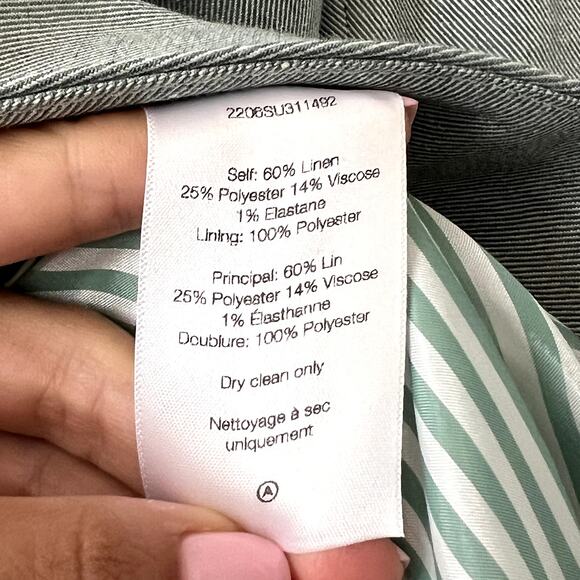 2206SU311492
Self: 60% Linen
25% Polyester 14% Viscose
1% Elastane
Lining: 100% Polyester
Principal: 60% Lin
25% Polyester 14% Viscose
1% Élasthanne
Doublure: 100% Polyester
Dry clean only
Nettoyage à sec
uniquement
A